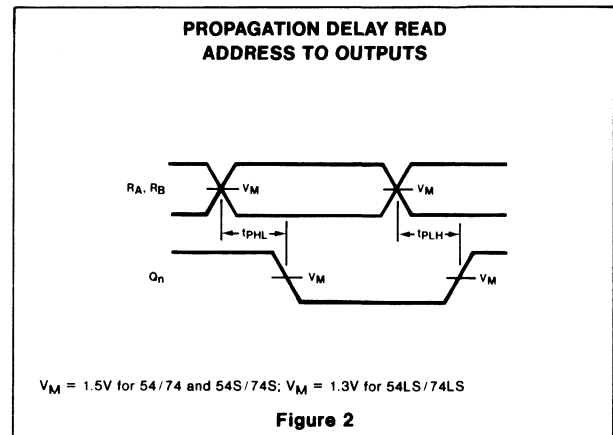 PROPAGATION DELAY READ
ADDRESS TO OUTPUTS
RA, RB
VM
VM
tPHL
tPLH
Qn
VM
VM
VM = 1.5V for 54/74 and 54S/74S; VM = 1.3V for 54LS/74LS
Figure 2